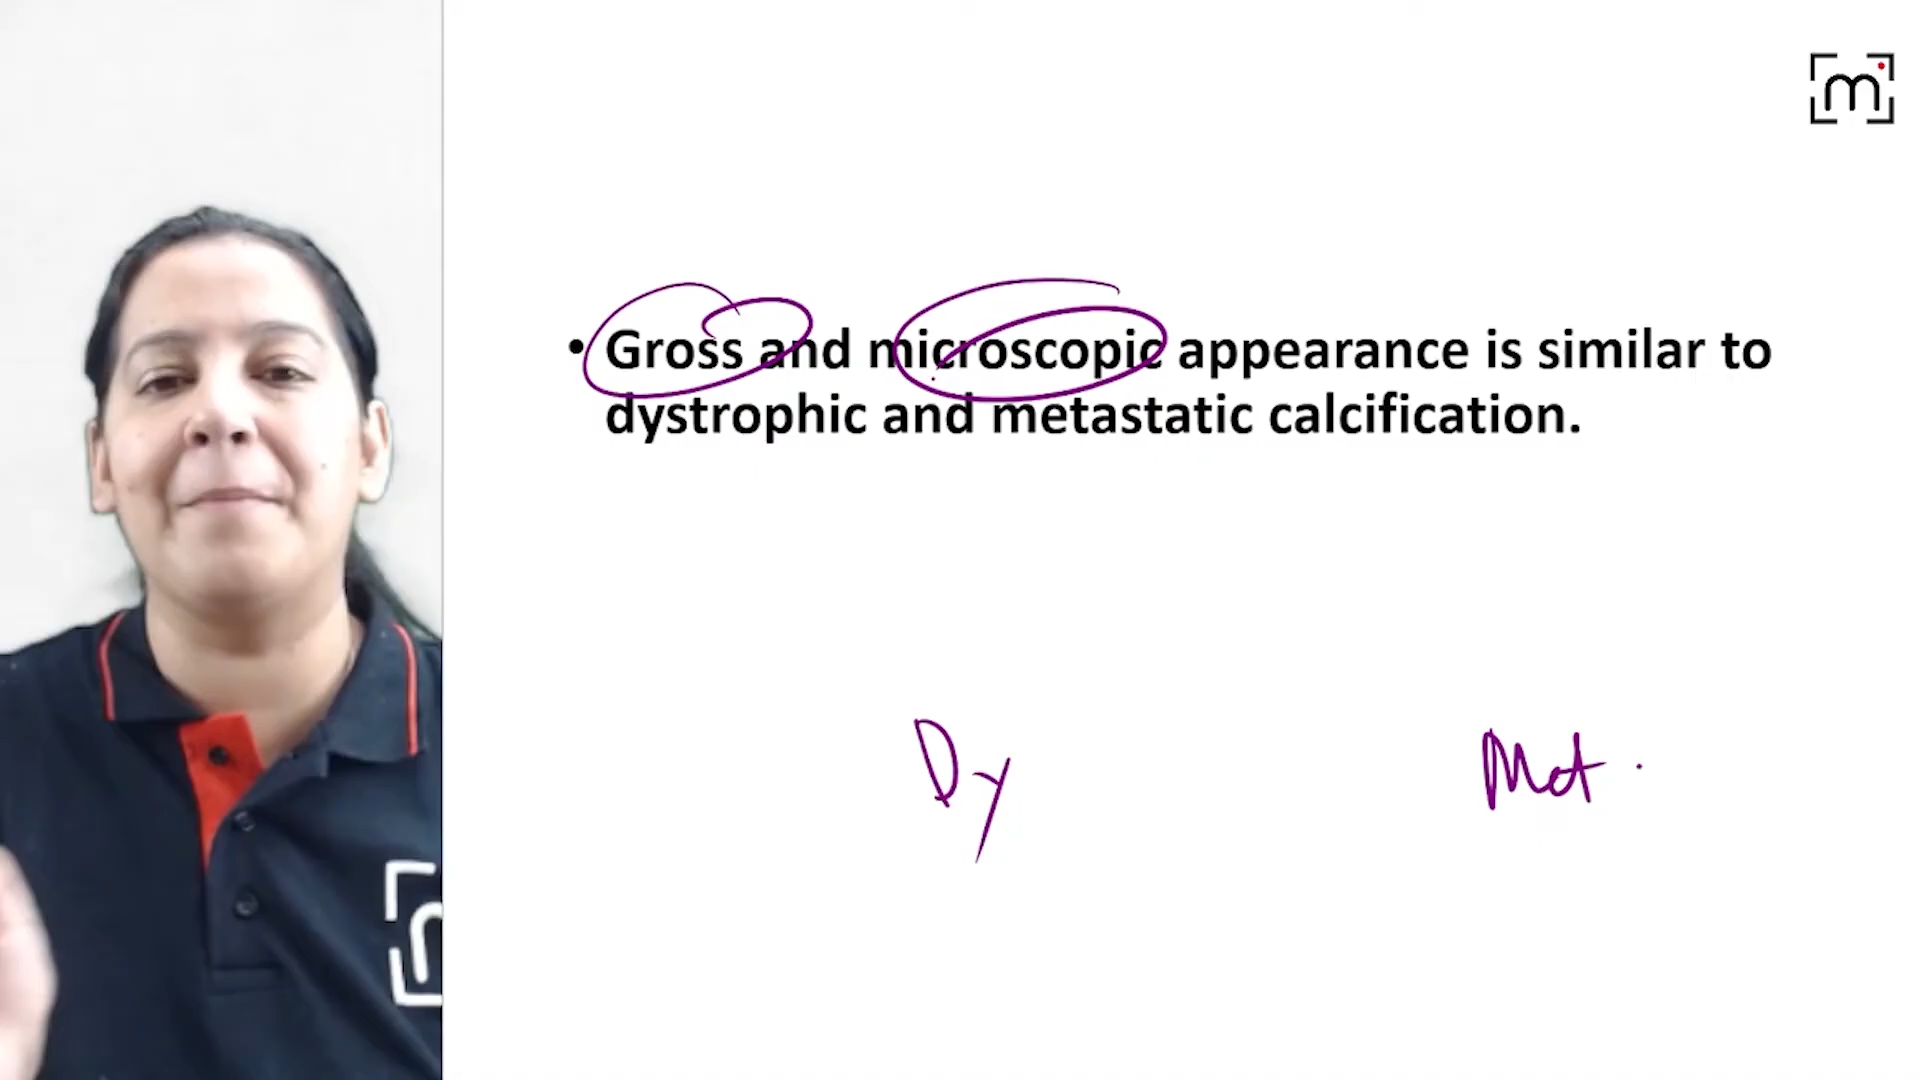 m
• Gross and microscopic appearance is similar to
dystrophic and metastatic calcification.
Dy
Met.